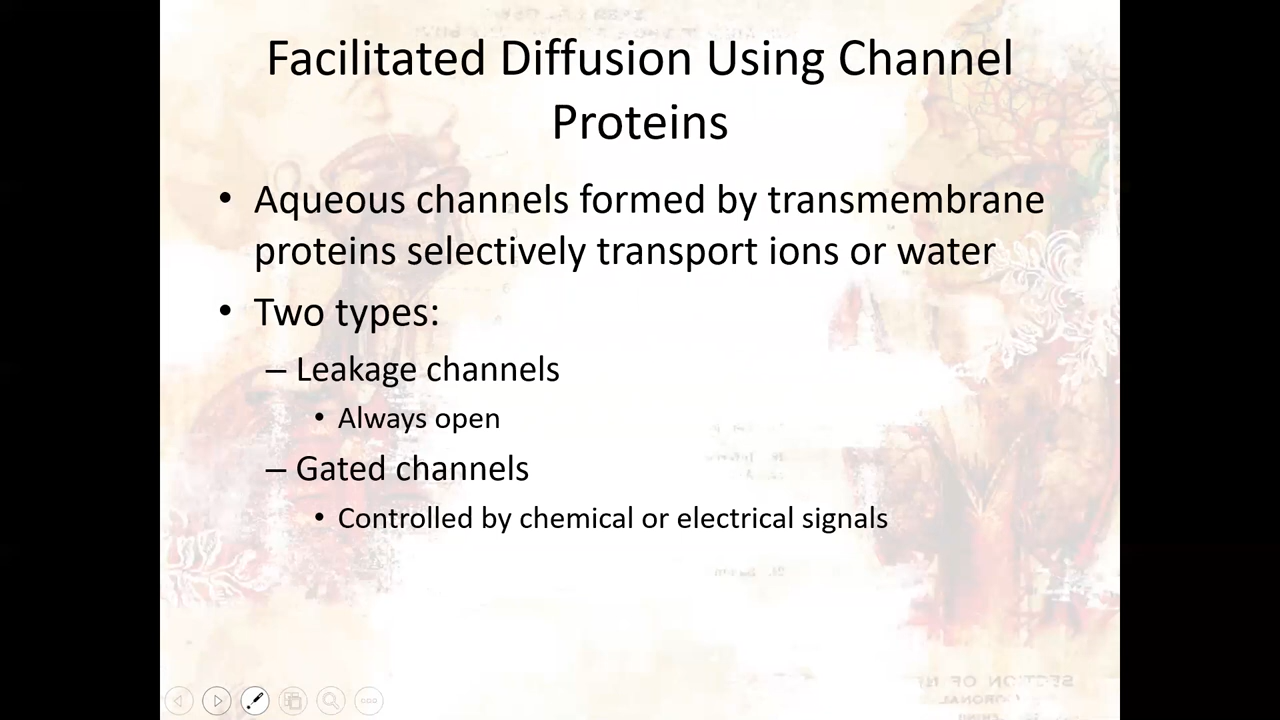 Facilitated Diffusion Using Channel
Proteins
• Aqueous channels formed by transmembrane
proteins selectively transport ions or water
• Two types:
– Leakage channels
• Always open
– Gated channels
• Controlled by chemical or electrical signals